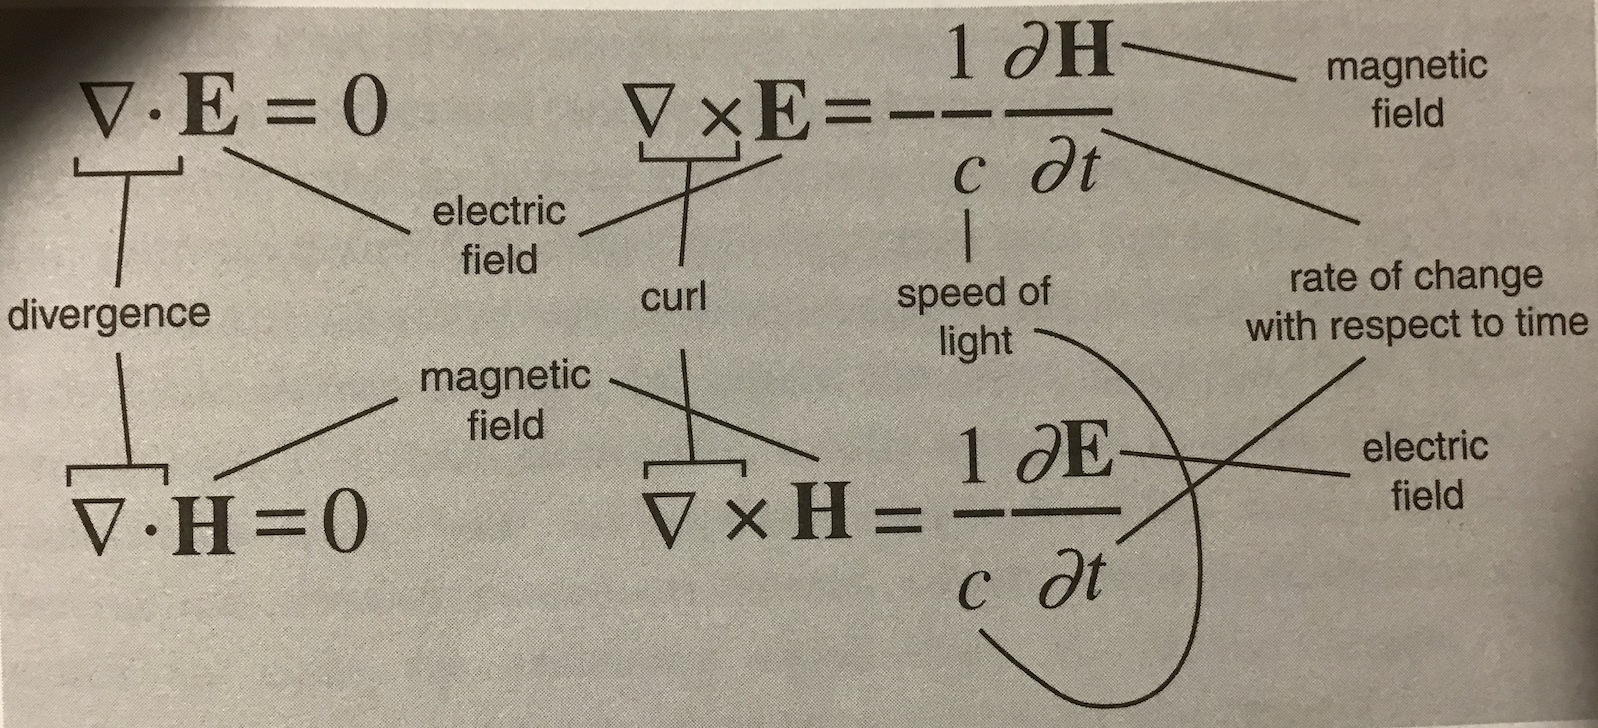 ∇ · E = 0
∇ × E = − 1/c ∂H/∂t
magnetic
field
electric
field
divergence
curl
speed of
light
rate of change
with respect to time
magnetic
field
electric
field
∇ · H = 0
∇ × H = 1/c ∂E/∂t